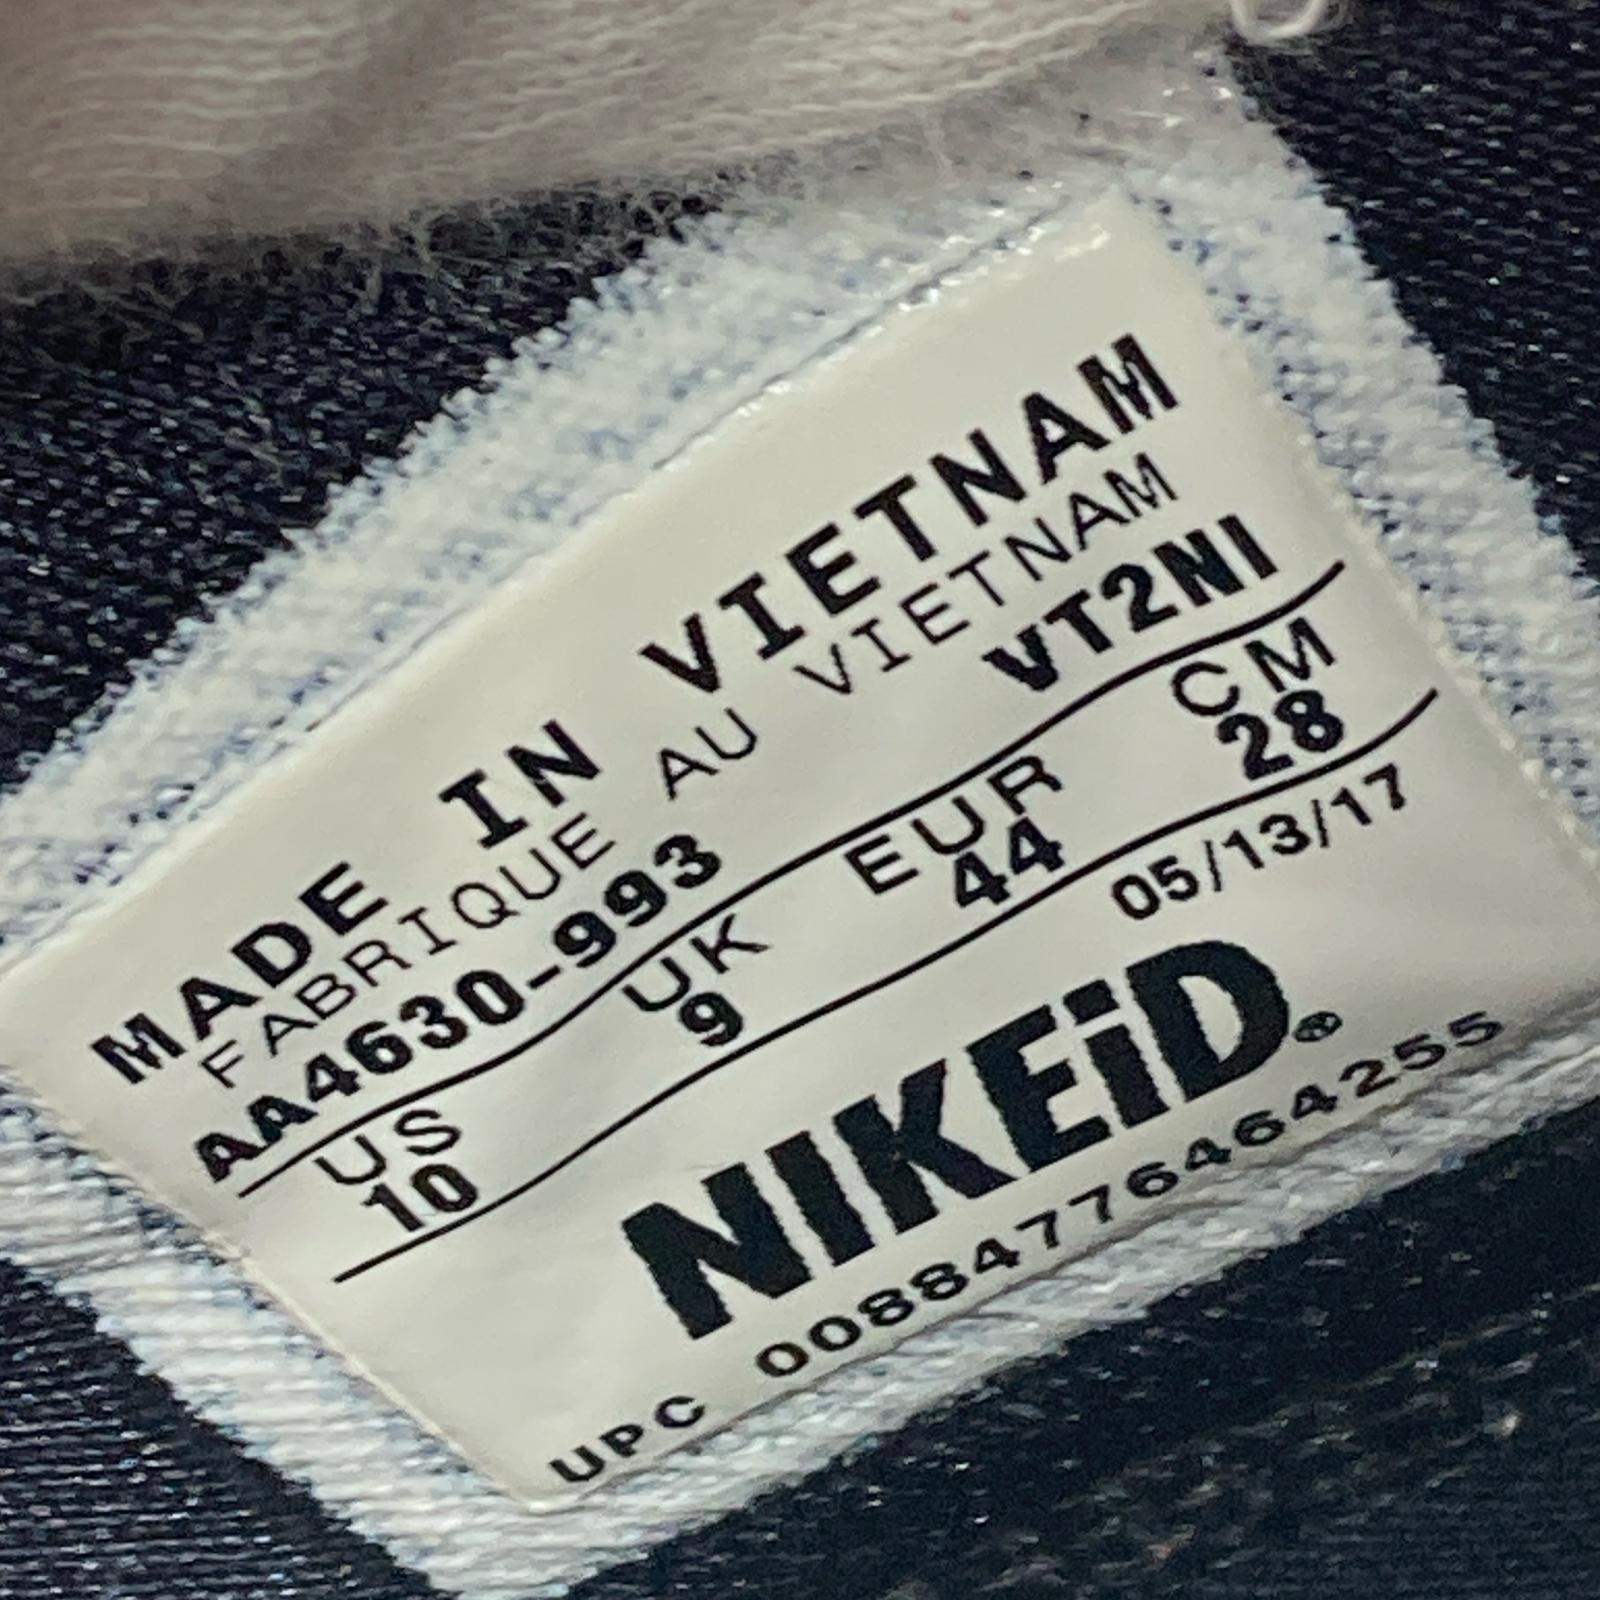 MADE IN VIETNAM
FABRIQUE AU VIETNAM
AA4630-993 VT2NI
US UK EUR CM
10 9 44 28
05/13/17
NIKEiD®
UPC 00884776464255